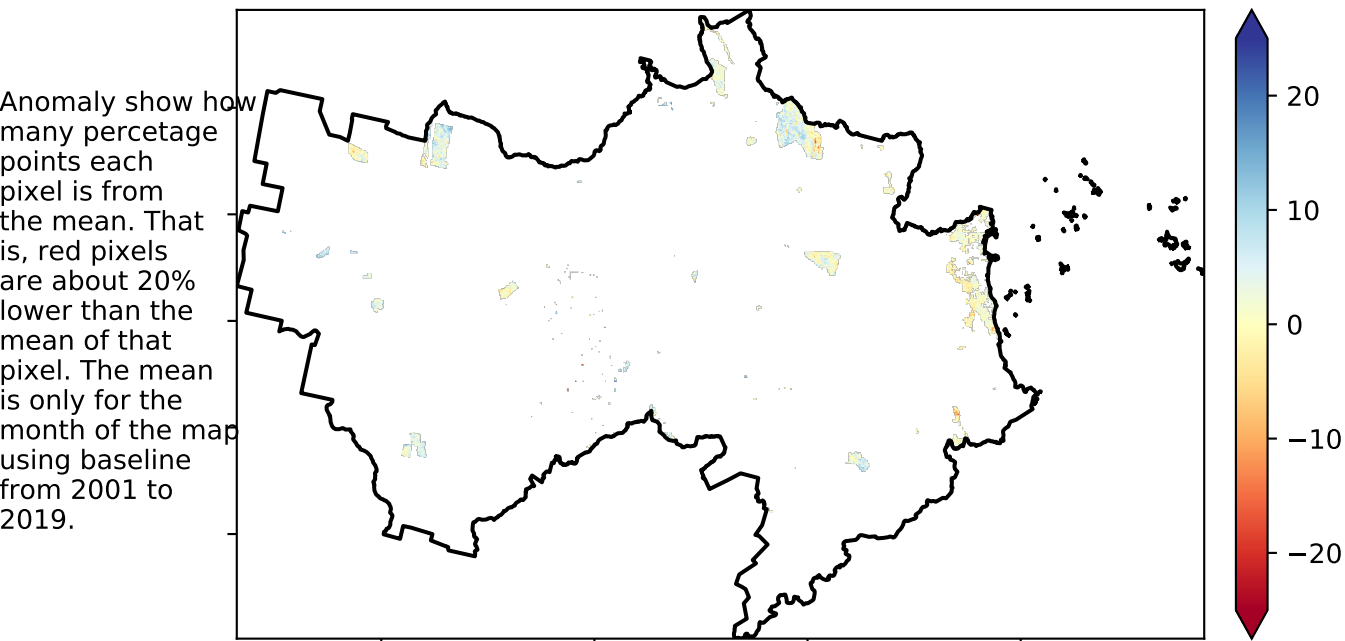 Anomaly show how
many percetage
points each
pixel is from
the mean. That
is, red pixels
are about 20%
lower than the
mean of that
pixel. The mean
is only for the
month of the map
using baseline
from 2001 to
2019.
20
10
0
−10
−20